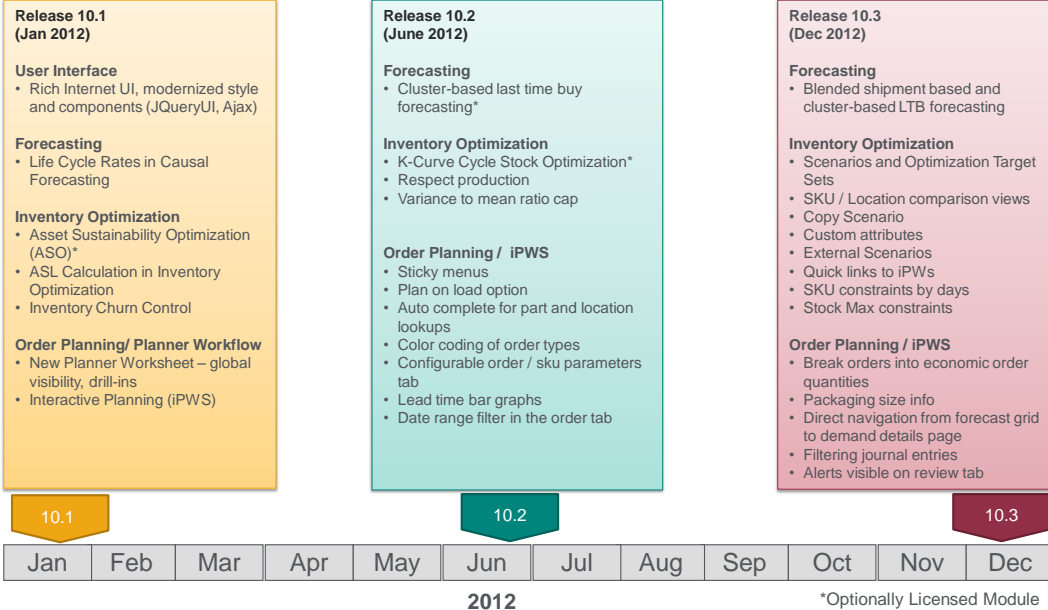 Release 10.1
(Jan 2012)
User Interface
• Rich Internet UI, modernized style
and components (JQueryUI, Ajax)
Forecasting
• Life Cycle Rates in Causal
Forecasting
Inventory Optimization
• Asset Sustainability Optimization
(ASO)*
• ASL Calculation in Inventory
Optimization
• Inventory Churn Control
Order Planning/ Planner Workflow
• New Planner Worksheet – global
visibility, drill-ins
• Interactive Planning (iPWS)
Release 10.2
(June 2012)
Forecasting
• Cluster-based last time buy
forecasting*
Inventory Optimization
• K-Curve Cycle Stock Optimization*
• Respect production
• Variance to mean ratio cap
Order Planning / iPWS
• Sticky menus
• Plan on load option
• Auto complete for part and location
lookups
• Color coding of order types
• Configurable order / sku parameters
tab
• Lead time bar graphs
• Date range filter in the order tab
Release 10.3
(Dec 2012)
Forecasting
• Blended shipment based and
cluster-based LTB forecasting
Inventory Optimization
• Scenarios and Optimization Target
Sets
• SKU / Location comparison views
• Copy Scenario
• Custom attributes
• External Scenarios
• Quick links to iPWs
• SKU constraints by days
• Stock Max constraints
Order Planning / iPWS
• Break orders into economic order
quantities
• Packaging size info
• Direct navigation from forecast grid
to demand details page
• Filtering journal entries
• Alerts visible on review tab
10.1
10.2
10.3
Jan Feb Mar Apr May Jun Jul Aug Sep Oct Nov Dec
2012
*Optionally Licensed Module